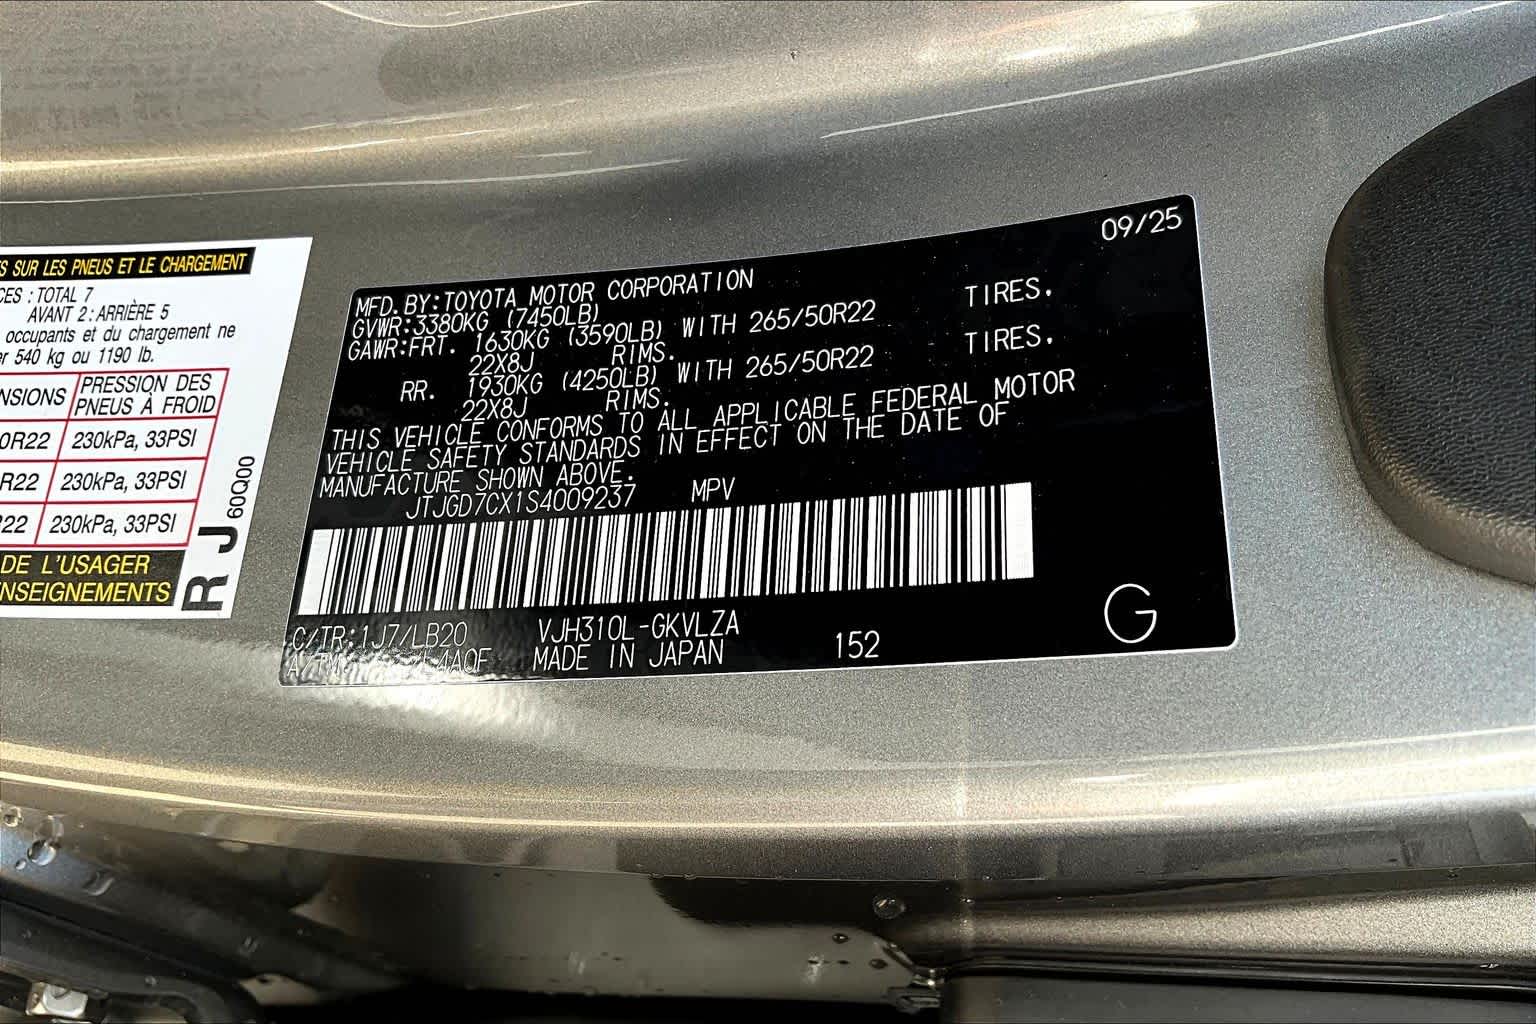 S SUR LES PNEUS ET LE CHARGEMENT
CES : TOTAL 7
AVANT 2 : ARRIÈRE 5
occupants et du chargement ne
er 540 kg ou 1190 lb.
NSIONS PRESSION DES
PNEUS À FROID
0R22 230kPa, 33PSI
R22 230kPa, 33PSI
22 230kPa, 33PSI
DE L'USAGER
NSEIGNEMENTS
RJ 60Q00
09/25
MFD.BY:TOYOTA MOTOR CORPORATION
GVWR:3380KG (7450LB)
GAWR:FRT. 1630KG (3590LB) WITH 265/50R22 TIRES.
22X8J RIMS.
RR. 1930KG (4250LB) WITH 265/50R22 TIRES.
22X8J RIMS.
THIS VEHICLE CONFORMS TO ALL APPLICABLE FEDERAL MOTOR
VEHICLE SAFETY STANDARDS IN EFFECT ON THE DATE OF
MANUFACTURE SHOWN ABOVE.
JTJGD7CX1S4009237 MPV
C/TR:1J7/LB20 VJH310L-GKVLZA
A/TM MADE IN JAPAN 152
G